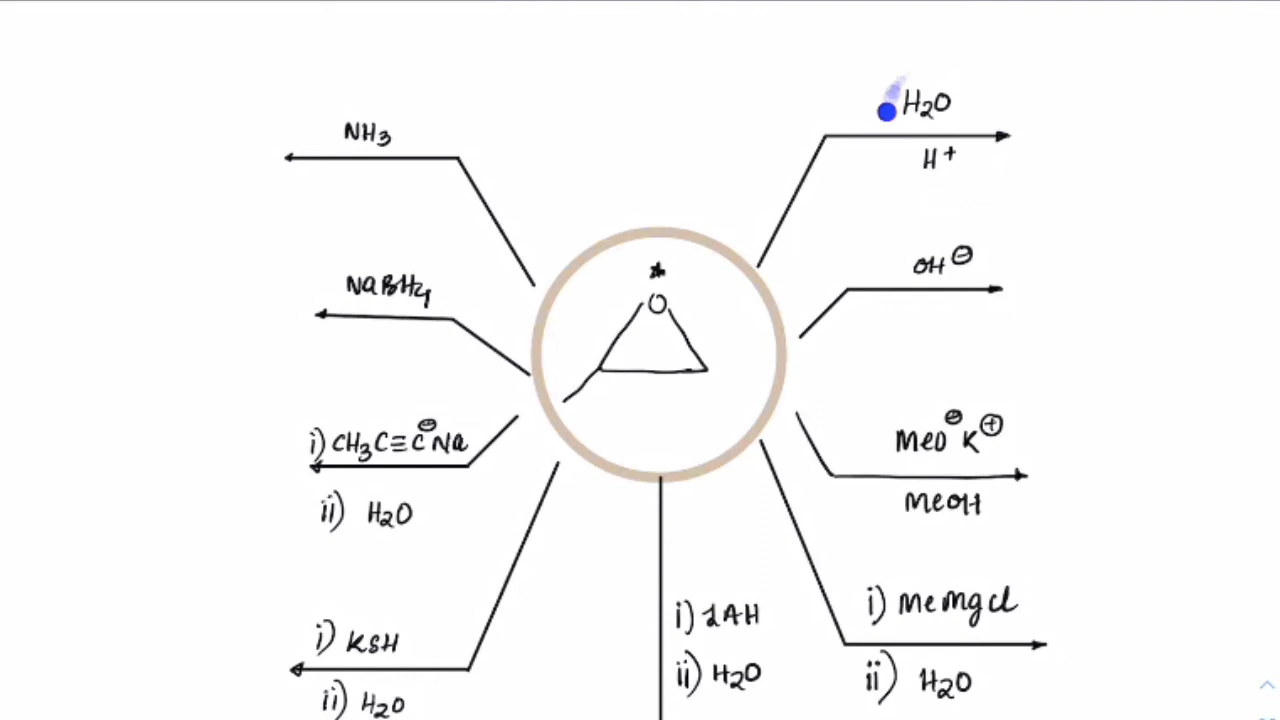 H2O
H+
NH3
OH⊖
NaBH4
*
O
i) CH3C≡C⊖Na
ii) H2O
MeO⊖K⊕
MeOH
i) LAH
ii) H2O
i) MeMgCl
ii) H2O
i) KSH
ii) H2O